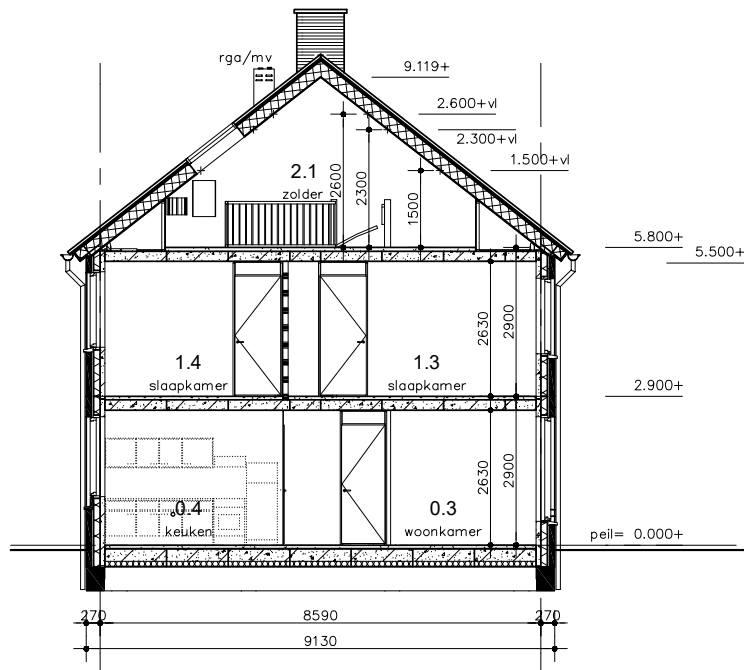 rga/mv
9.119+
2.600+vl
2.300+vl
1.500+vl
2.1
zolder
2600
2300
1500
5.800+
5.500+
1.4
slaapkamer
1.3
slaapkamer
2630
2900
2.900+
0.4
keuken
0.3
woonkamer
2630
2900
peil= 0.000+
270
8590
270
9130